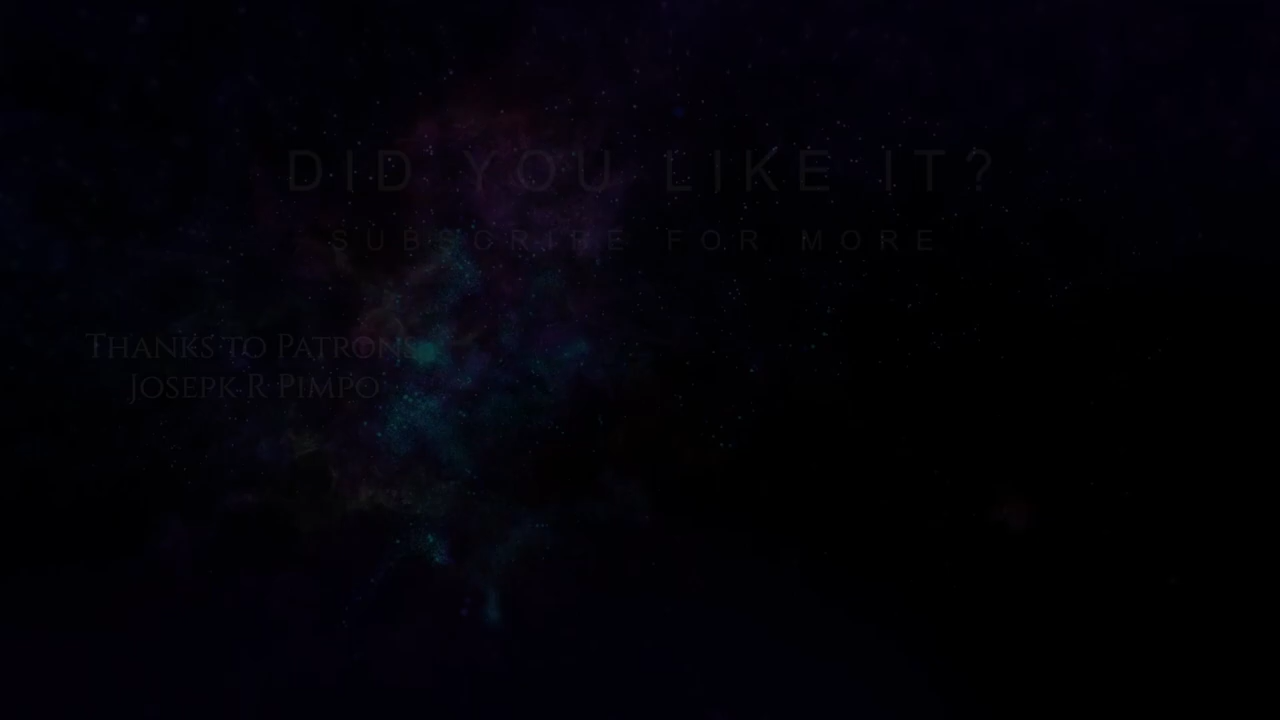 DID YOU LIKE IT?
SUBSCRIBE FOR MORE
THANKS TO PATRONS
JOSEPK R PIMPO